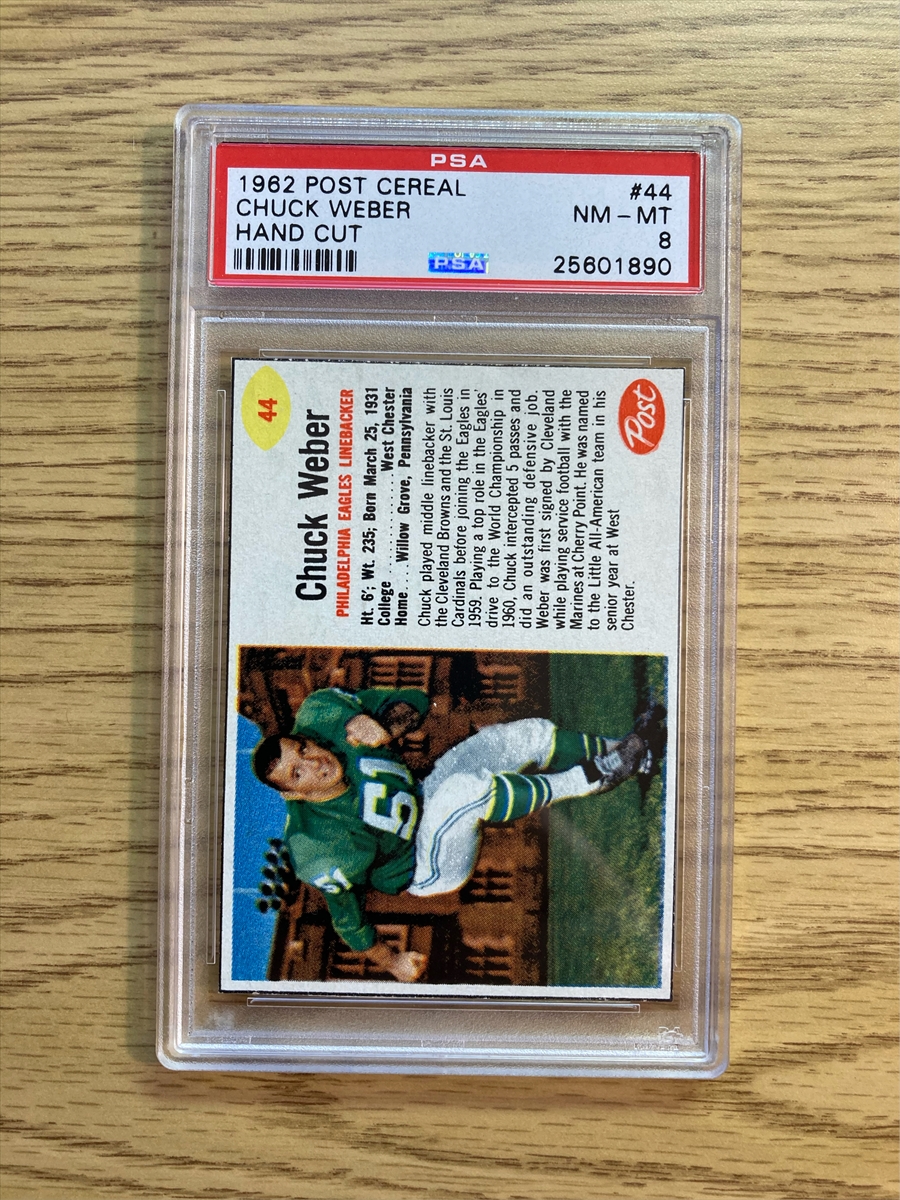 PSA
1962 POST CEREAL #44
CHUCK WEBER NM - MT
HAND CUT 8
PSA 25601890
44
Chuck Weber
PHILADELPHIA EAGLES LINEBACKER
Ht. 6'; Wt. 235; Born March 25, 1931
College ............ West Chester
Home.... Willow Grove, Pennsylvania
Chuck played middle linebacker with
the Cleveland Browns and the St. Louis
Cardinals before joining the Eagles in
1959. Playing a top role in the Eagles'
drive to the World Championship in
1960, Chuck intercepted 5 passes and
did an outstanding defensive job.
Weber was first signed by Cleveland
while playing service football with the
Marines at Cherry Point. He was named
to the Little All-American team in his
senior year at West
Chester.
Post
51
51